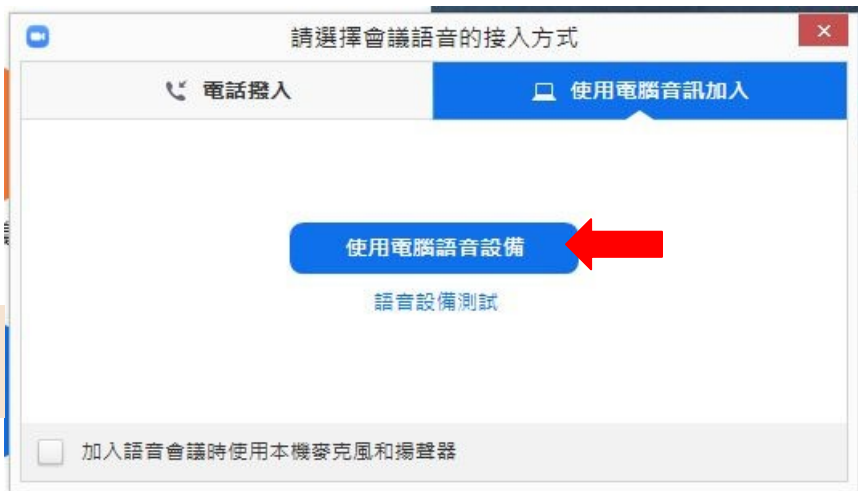 請選擇會議語音的接入方式
電話撥入
使用電腦音訊加入
使用電腦語音設備
語音設備測試
加入語音會議時使用本機麥克風和揚聲器